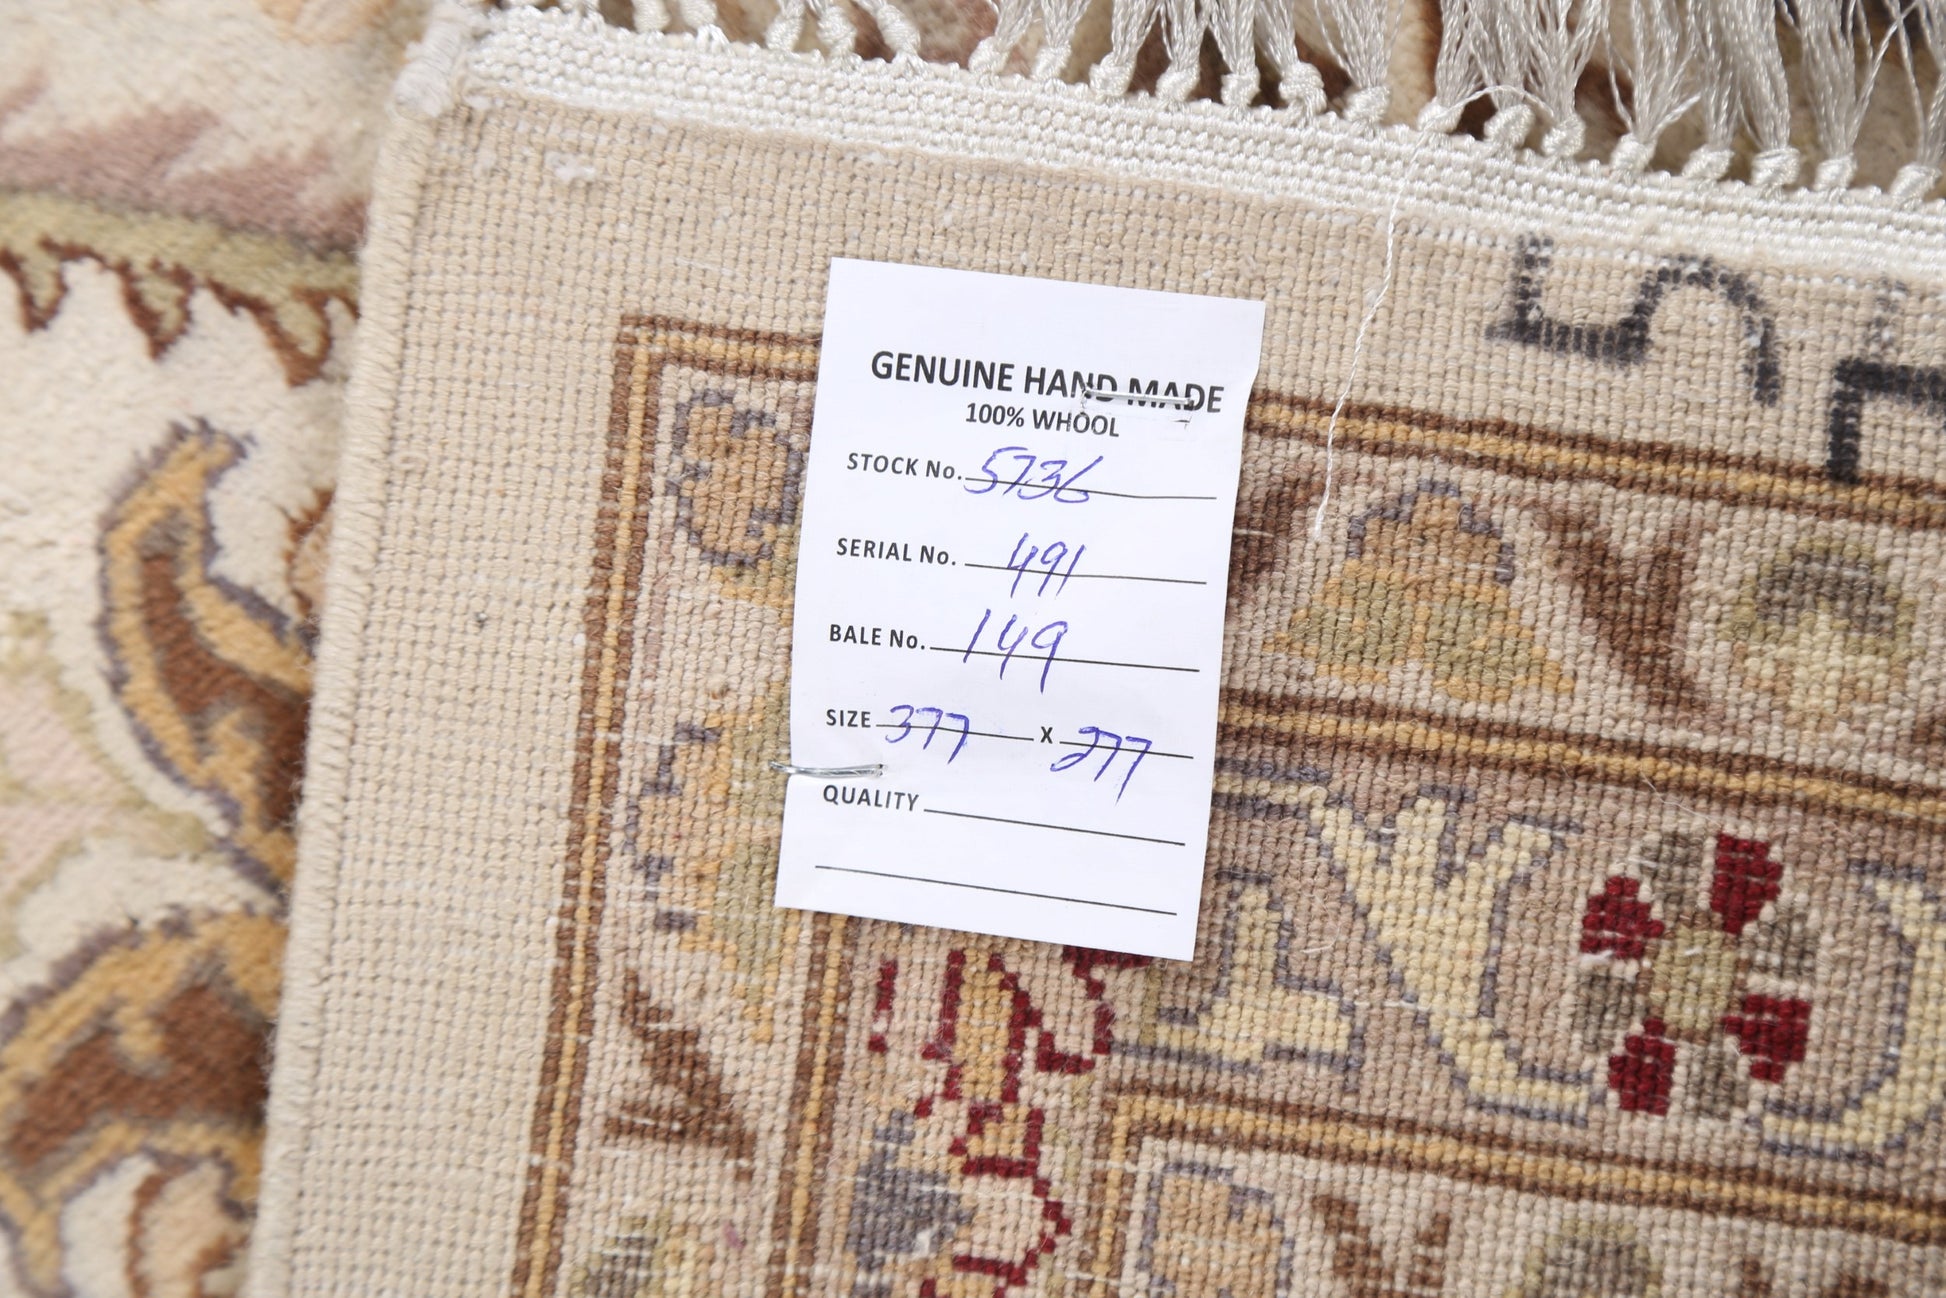 GENUINE HAND MADE
100% WHOOL
STOCK No. 5736
SERIAL No. 491
BALE No. 149
SIZE 377 X 277
QUALITY